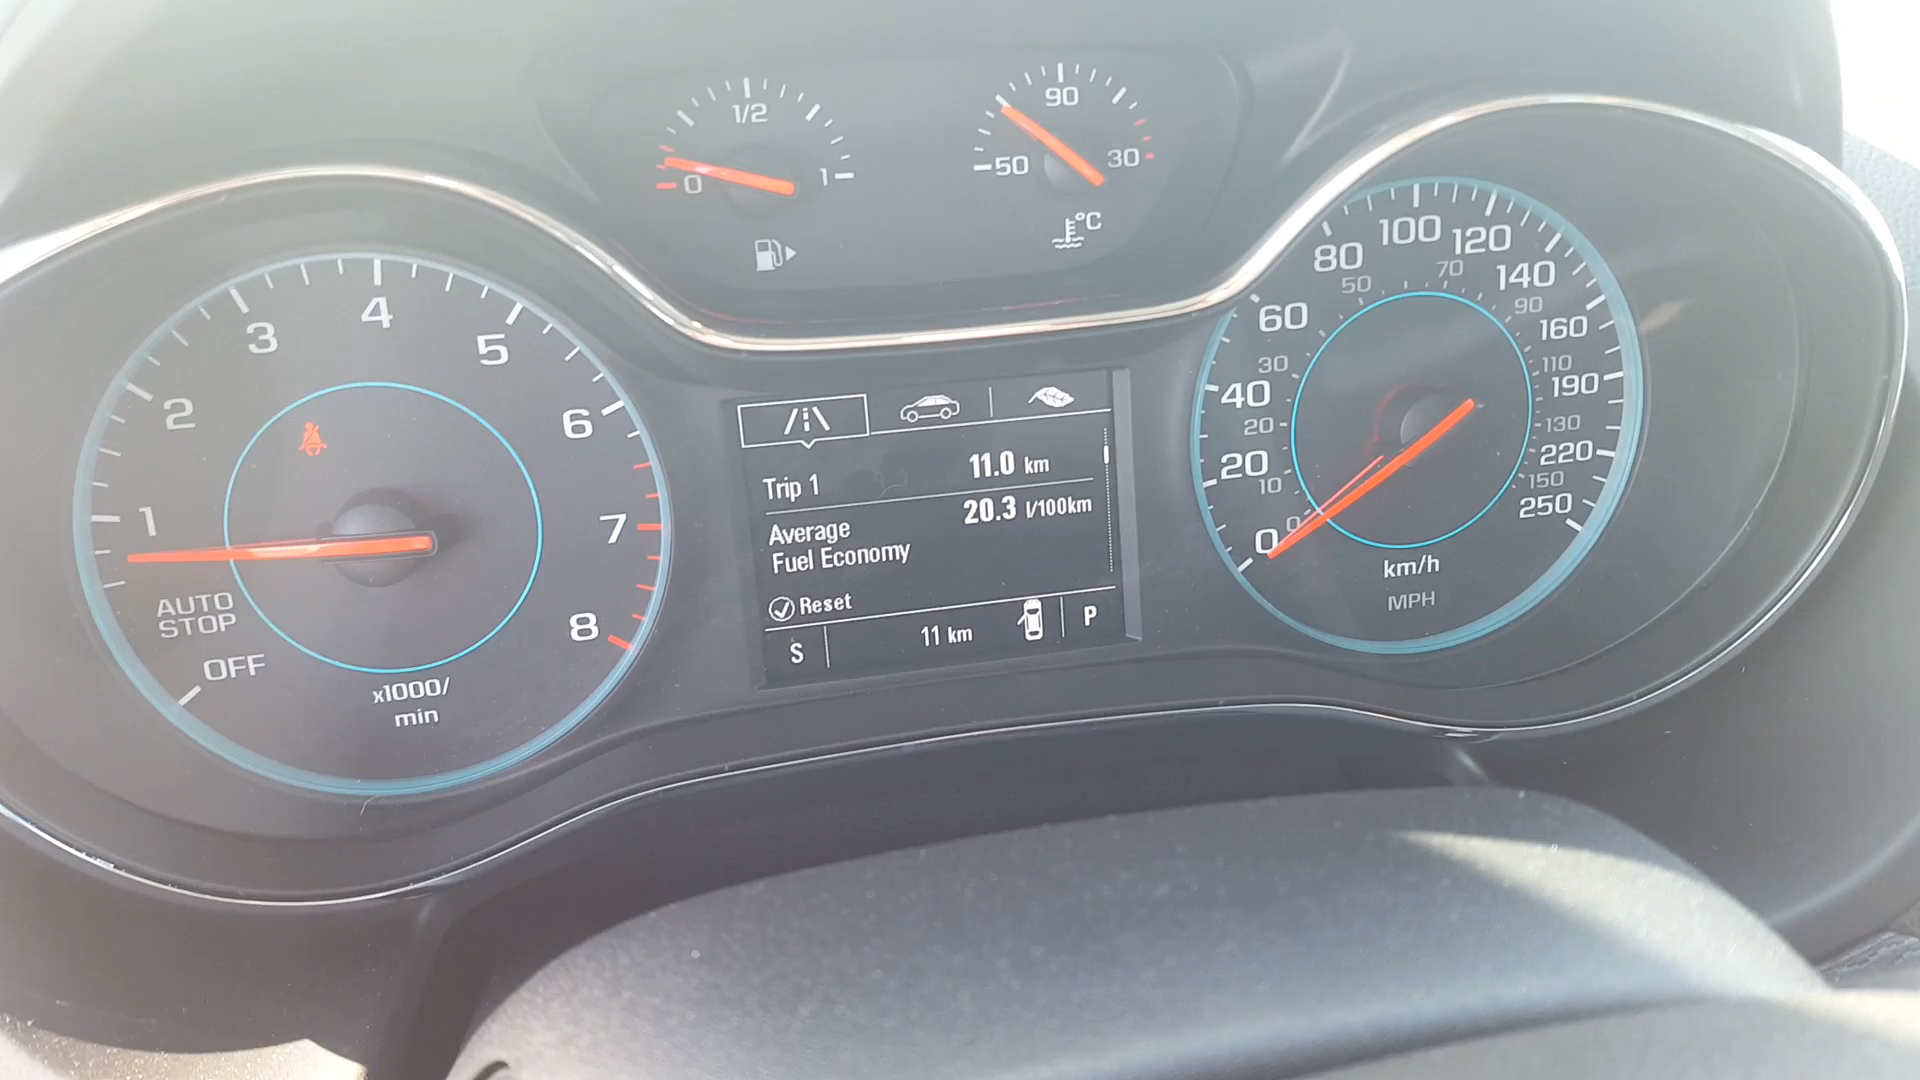 0
1/2
1
50
90
30
°C
OFF
AUTO
STOP
1
2
3
4
5
6
7
8
x1000/
min
Trip 1 11.0 km
Average 20.3 l/100km
Fuel Economy
Reset
S 11 km P
0
20
40
60
80
100
120
140
160
190
220
250
0
10
20
30
50
70
90
110
130
150
km/h
MPH